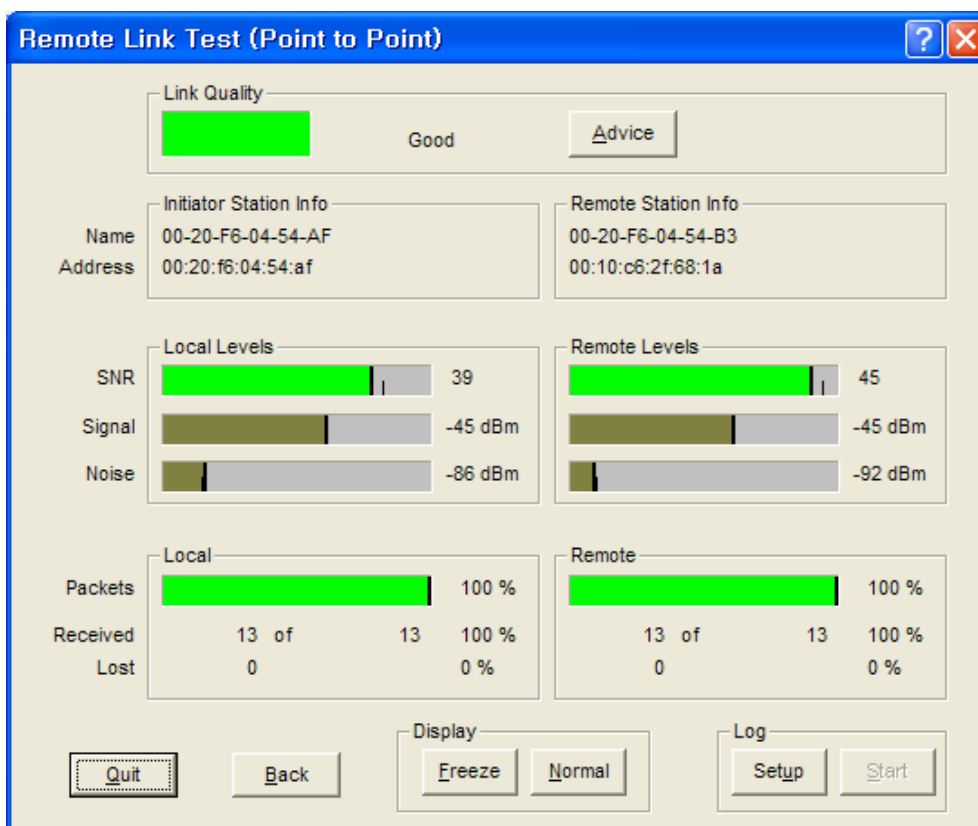 Remote Link Test (Point to Point)
Link Quality
Good
Advice
Initiator Station Info
Remote Station Info
Name 00-20-F6-04-54-AF 00-20-F6-04-54-B3
Address 00:20:f6:04:54:af 00:10:c6:2f:68:1a
Local Levels
Remote Levels
SNR 39 45
Signal -45 dBm -45 dBm
Noise -86 dBm -92 dBm
Local
Remote
Packets 100 % 100 %
Received 13 of 13 100 % 13 of 13 100 %
Lost 0 0 % 0 0 %
Display
Log
Quit Back Freeze Normal Setup Start